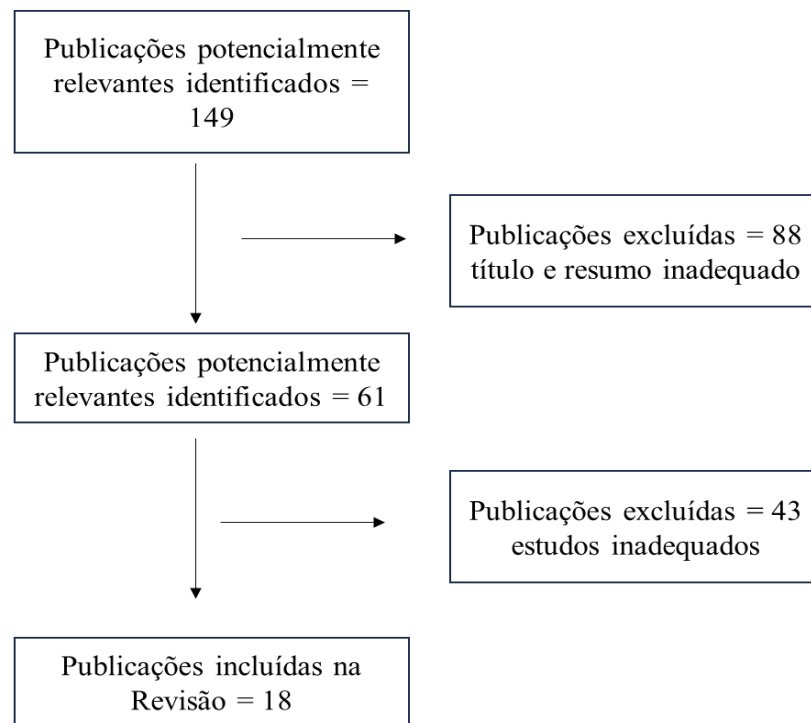 Publicações potencialmente
relevantes identificados =
149
Publicações excluídas = 88
título e resumo inadequado
Publicações potencialmente
relevantes identificados = 61
Publicações excluídas = 43
estudos inadequados
Publicações incluídas na
Revisão = 18